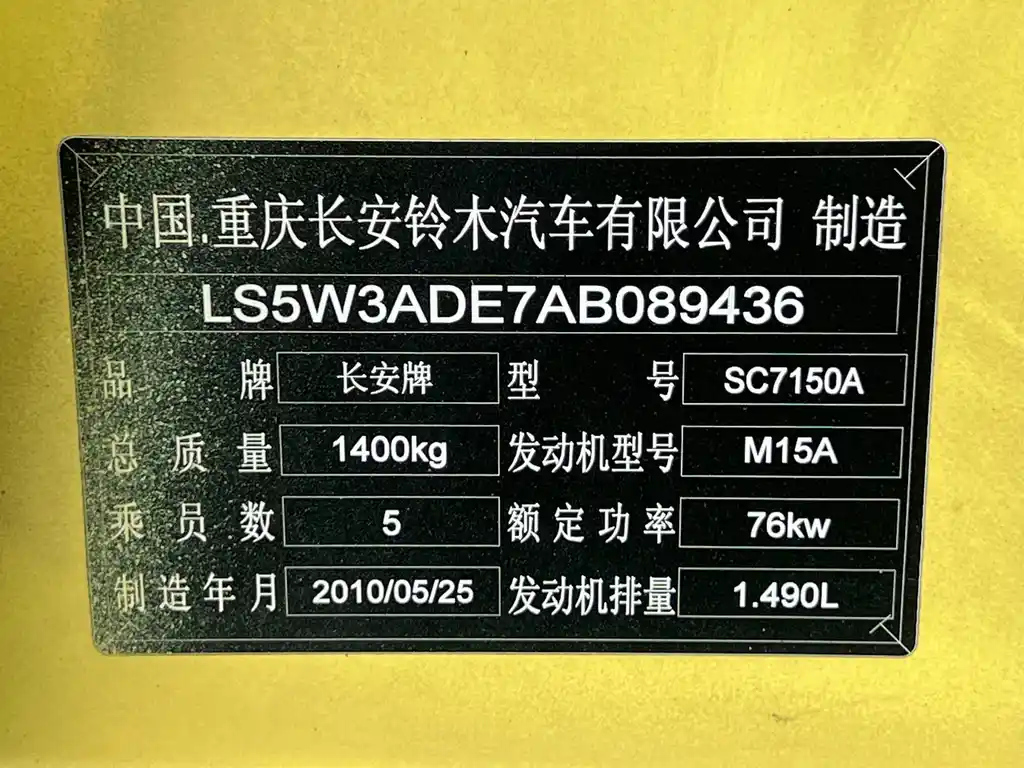 中国.重庆长安铃木汽车有限公司 制造
LS5W3ADE7AB089436
品牌 长安牌 型号 SC7150A
总质量 1400kg 发动机型号 M15A
乘员数 5 额定功率 76kw
制造年月 2010/05/25 发动机排量 1.490L